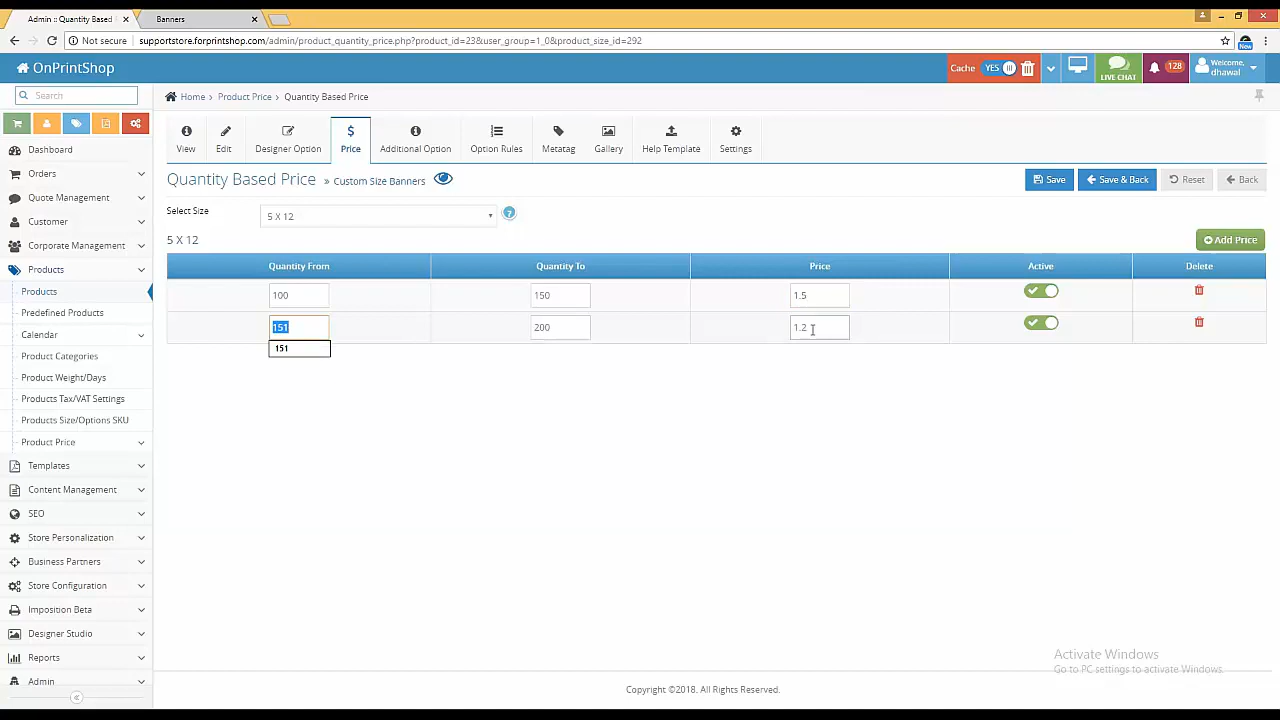 Admin :: Quantity Based
Banners
Not secure
supportstore.forprintshop.com/admin/product_quantity_price.php?product_id=23&user_group=1_0&product_size_id=292
New
OnPrintShop
Cache YES
LIVE CHAT
128
Welcome,
dhawal
Search
Home › Product Price › Quantity Based Price
View
Edit
Designer Option
$
Price
Additional Option
Option Rules
Metatag
Gallery
Help Template
Settings
Quantity Based Price » Custom Size Banners
Save
Save & Back
Reset
Back
Select Size
5 X 12
?
5 X 12
Add Price
Quantity From Quantity To Price Active Delete
100 150 1.5
151 200 1.2
151
Dashboard
Orders
Quote Management
Customer
Corporate Management
Products
Products
Predefined Products
Calendar
Product Categories
Product Weight/Days
Products Tax/VAT Settings
Products Size/Options SKU
Product Price
Templates
Content Management
SEO
Store Personalization
Business Partners
Store Configuration
Imposition Beta
Designer Studio
Reports
Admin
Activate Windows
Go to PC settings to activate Windows.
Copyright ©2018. All Rights Reserved.